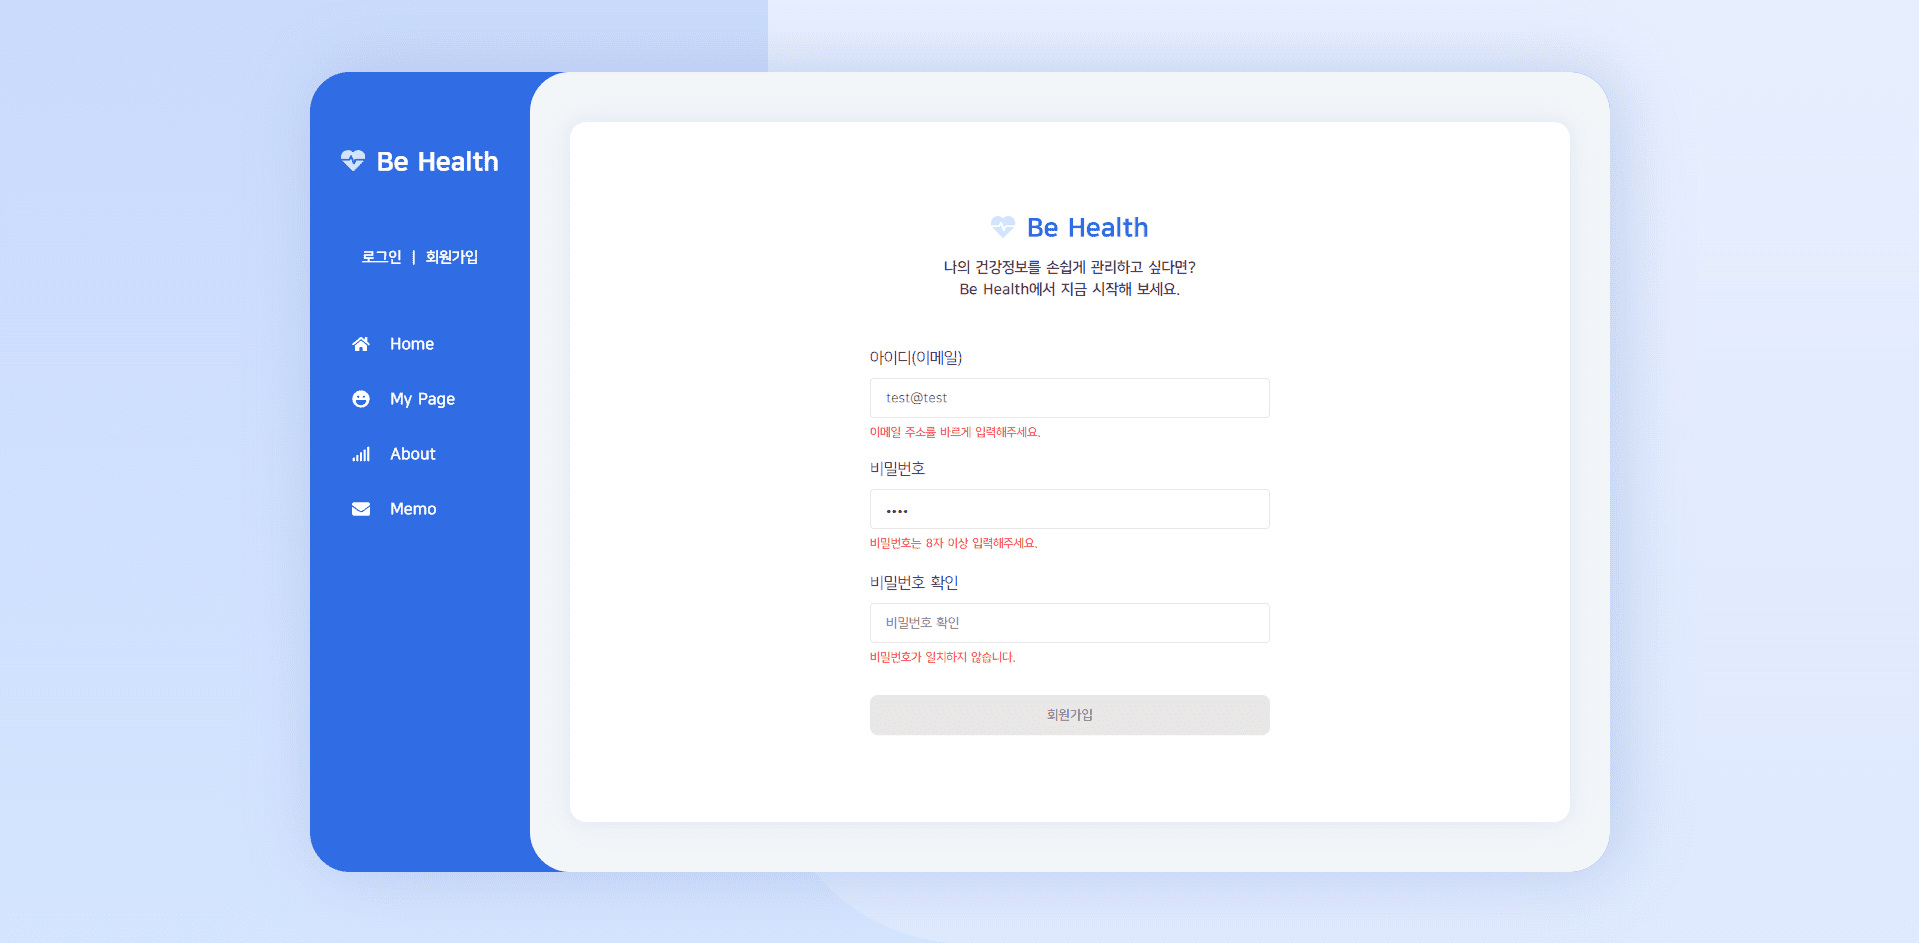 Be Health
로그인 | 회원가입
Home
My Page
About
Memo
Be Health
나의 건강정보를 손쉽게 관리하고 싶다면?
Be Health에서 지금 시작해 보세요.
아이디(이메일)
test@test
이메일 주소를 바르게 입력해주세요.
비밀번호
••••
비밀번호는 8자 이상 입력해주세요.
비밀번호 확인
비밀번호 확인
비밀번호가 일치하지 않습니다.
회원가입